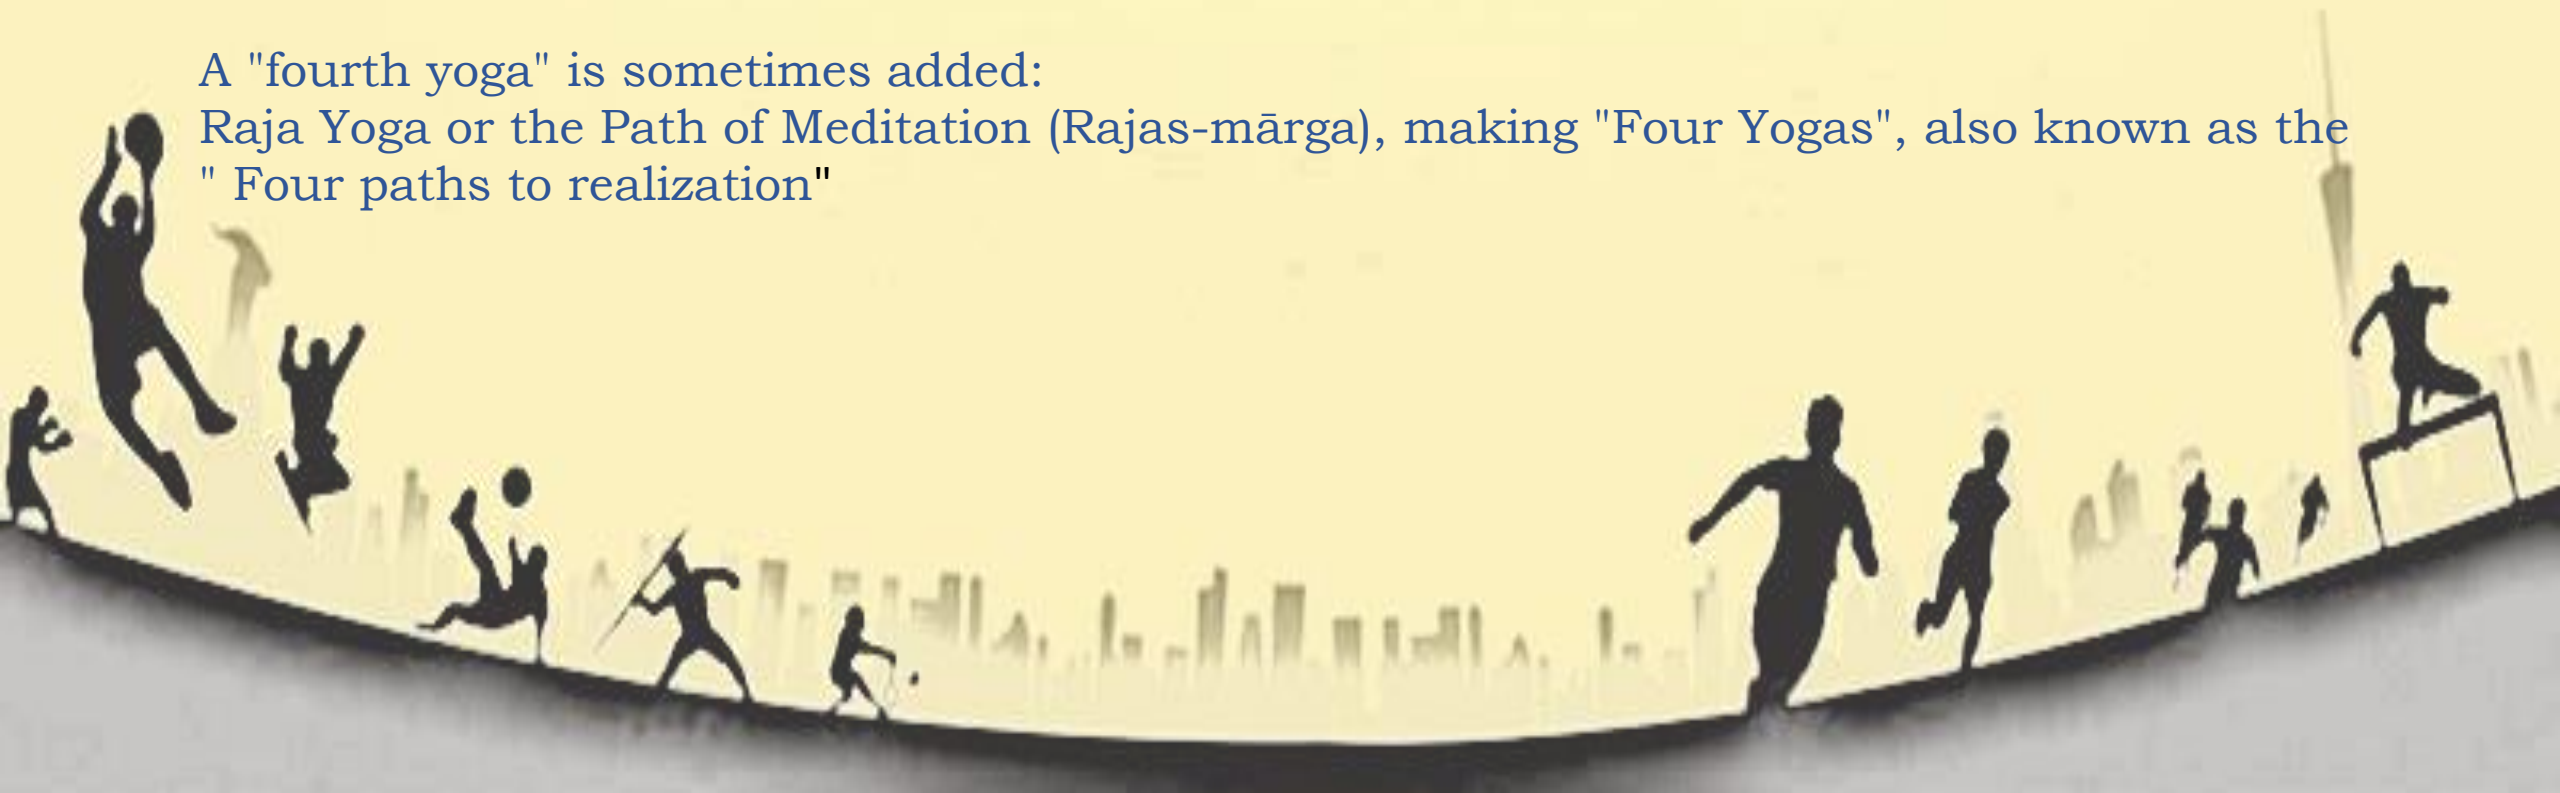 A "fourth yoga" is sometimes added:
Raja Yoga or the Path of Meditation (Rajas-mārga), making "Four Yogas", also known as the
" Four paths to realization"